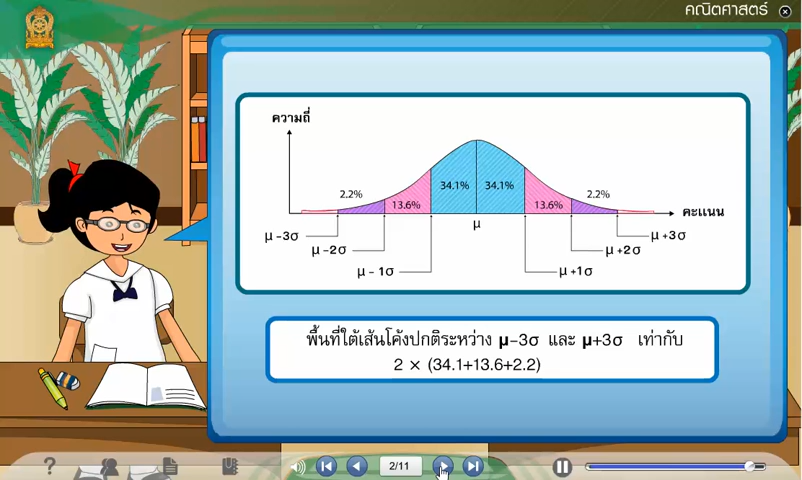 คณิตศาสตร์
ความถี่
2.2%
34.1%
34.1%
2.2%
13.6%
13.6%
คะแนน
μ
μ -3σ
μ +3σ
μ -2σ
μ +2σ
μ - 1σ
μ +1σ
พื้นที่ใต้เส้นโค้งปกติระหว่าง μ-3σ และ μ+3σ เท่ากับ
2 × (34.1+13.6+2.2)
2/11